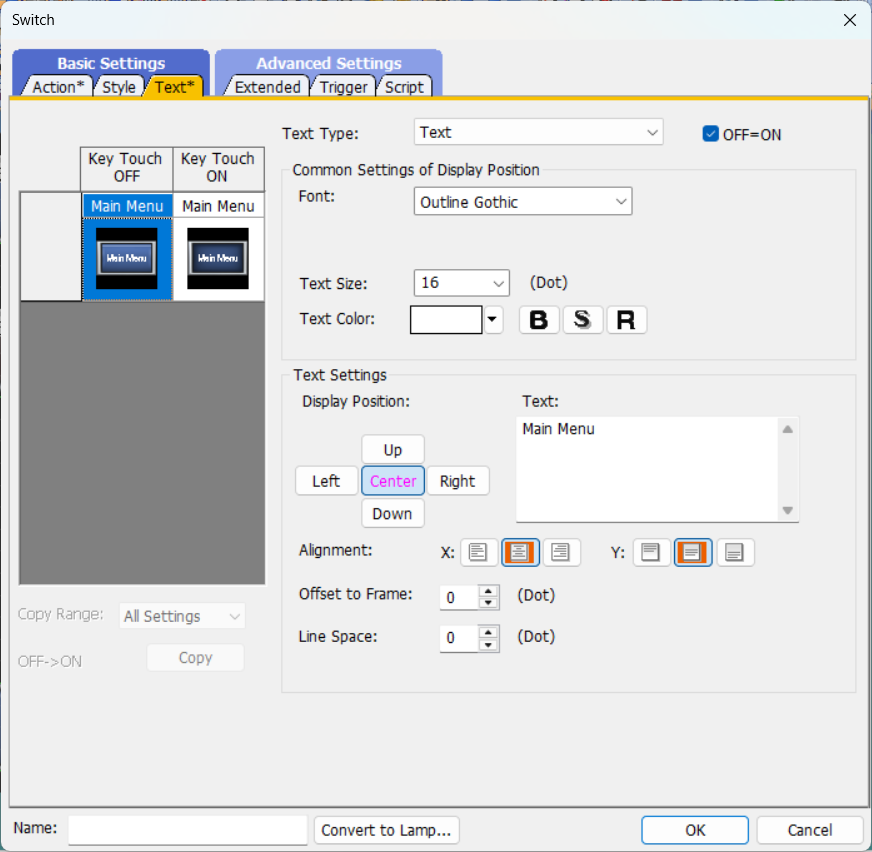 Switch
Basic Settings
Advanced Settings
Action*
Style
Text*
Extended
Trigger
Script
Text Type:
Text
OFF=ON
Key Touch
OFF
Key Touch
ON
Main Menu
Main Menu
Main Menu
Main Menu
Common Settings of Display Position
Font:
Outline Gothic
Text Size:
16
(Dot)
Text Color:
B
S
R
Text Settings
Display Position:
Text:
Main Menu
Up
Left
Center
Right
Down
Alignment:
X:
Y:
Offset to Frame:
0
(Dot)
Line Space:
0
(Dot)
Copy Range:
All Settings
OFF->ON
Copy
Name:
Convert to Lamp...
OK
Cancel